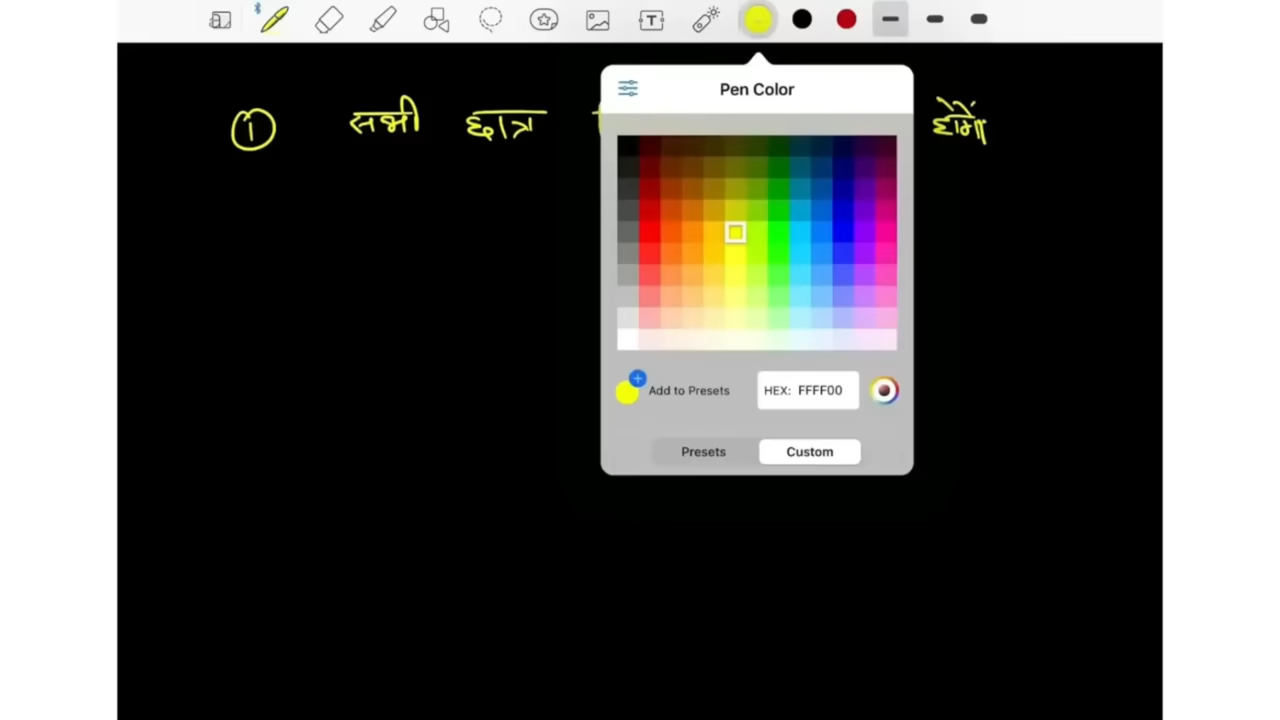 Pen Color
① सभी छात्र होंगे
Add to Presets HEX: FFFF00
Presets Custom